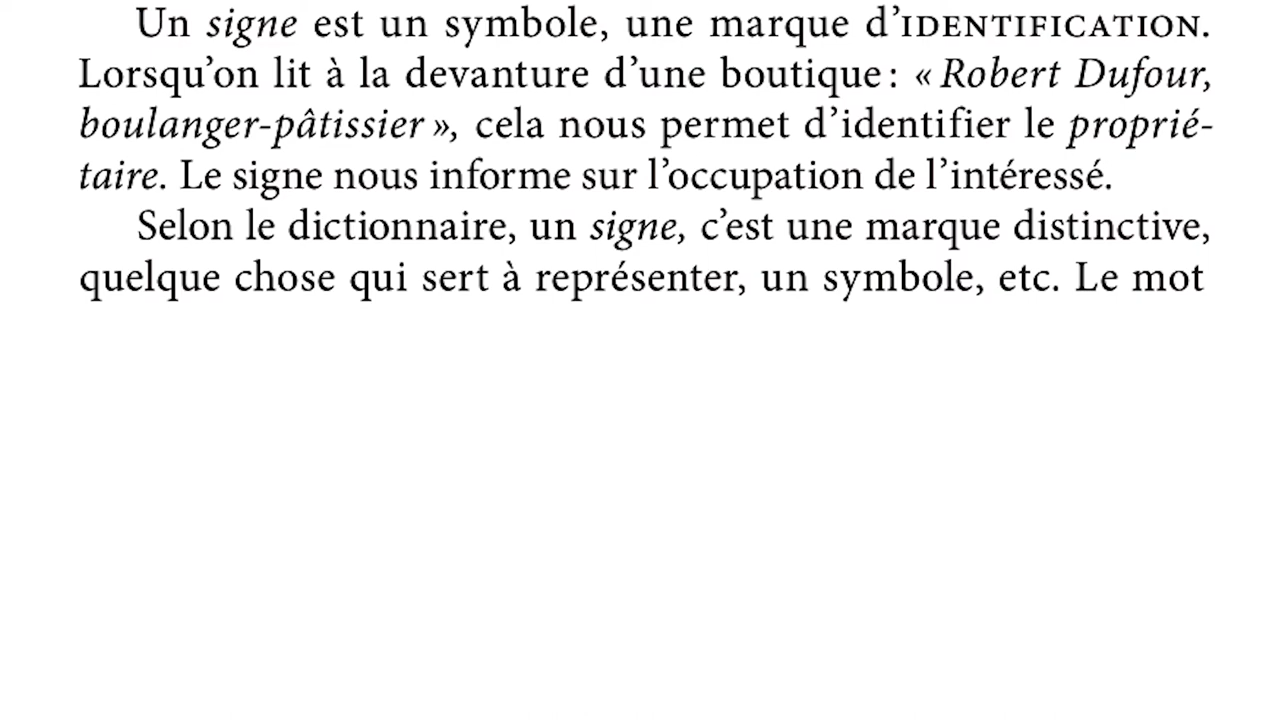 Un signe est un symbole, une marque d’IDENTIFICATION.
Lorsqu’on lit à la devanture d’une boutique : « Robert Dufour,
boulanger-pâtissier », cela nous permet d’identifier le proprié-
taire. Le signe nous informe sur l’occupation de l’intéressé.
Selon le dictionnaire, un signe, c’est une marque distinctive,
quelque chose qui sert à représenter, un symbole, etc. Le mot